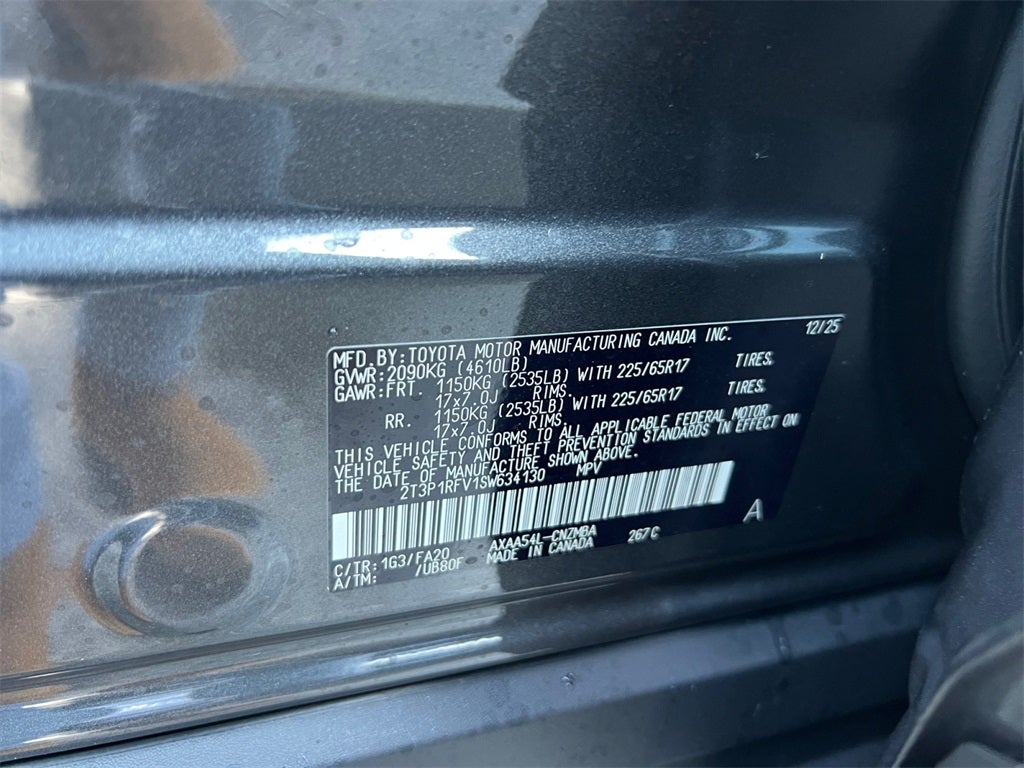 MFD. BY: TOYOTA MOTOR MANUFACTURING CANADA INC. 12/25
GVWR: 2090KG (4610LB)
GAWR: FRT. 1150KG (2535LB) WITH 225/65R17 TIRES.
17x7.0J RIMS.
RR. 1150KG (2535LB) WITH 225/65R17 TIRES.
17x7.0J RIMS.
THIS VEHICLE CONFORMS TO ALL APPLICABLE FEDERAL MOTOR
VEHICLE SAFETY AND THEFT PREVENTION STANDARDS IN EFFECT ON
THE DATE OF MANUFACTURE SHOWN ABOVE.
2T3P1RFV1SW634130 MPV
A
C/TR: 1G3/FA20 AXAA54L-CNZMBA 267C
A/TM: /UB80F MADE IN CANADA